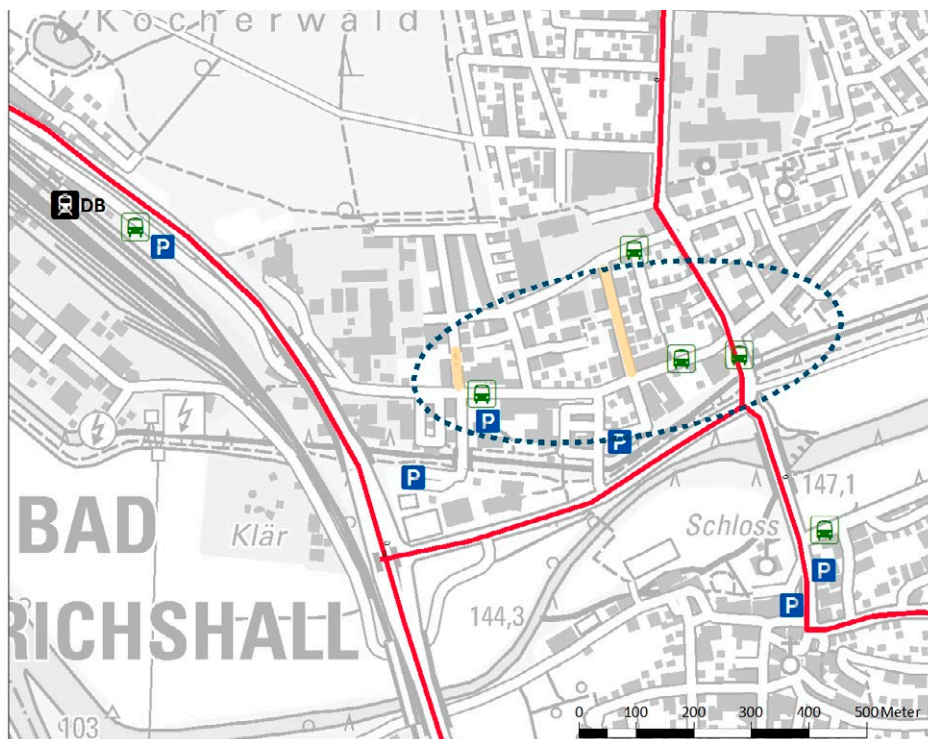 Kocherwald
DB
P
P
P
P
147,1
BAD
Klär
Schloss
P
P
144,3
RICHSHALL
103
0 100 200 300 400 500 Meter